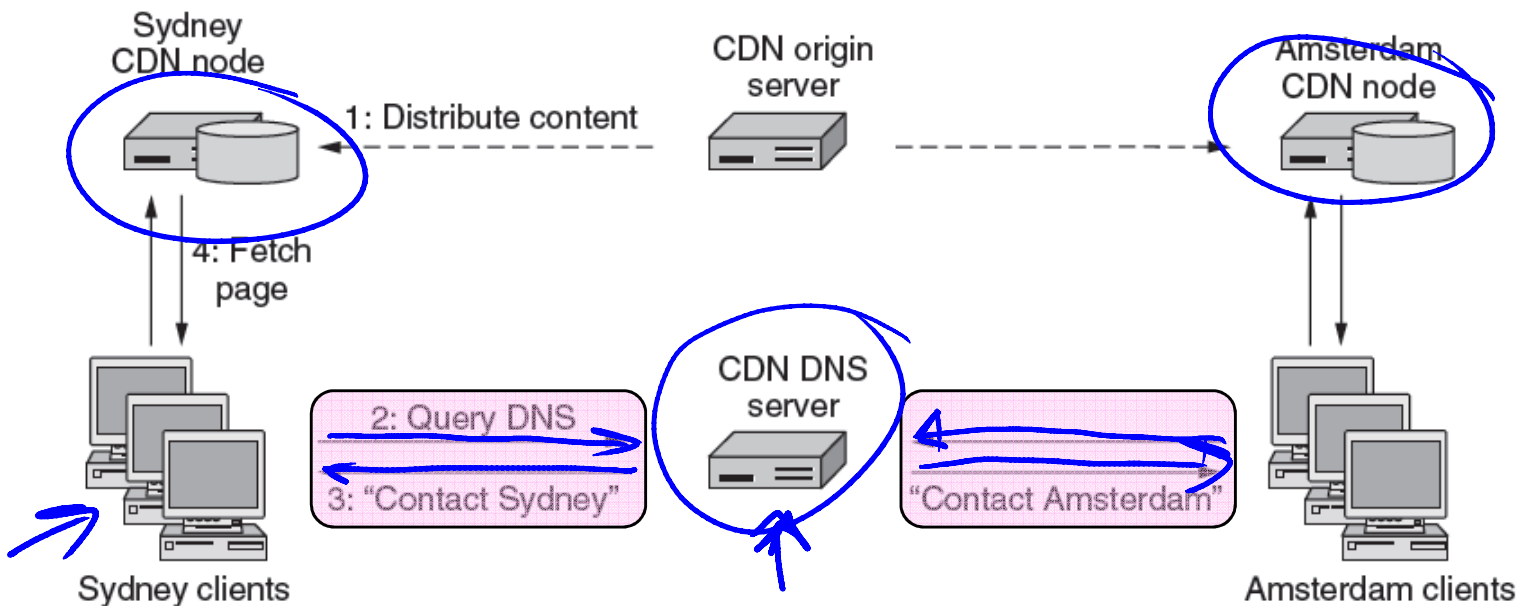 Sydney
CDN node
CDN origin
server
Amsterdam
CDN node
1: Distribute content
4: Fetch
page
CDN DNS
server
2: Query DNS
3: “Contact Sydney”
“Contact Amsterdam”
Sydney clients
Amsterdam clients